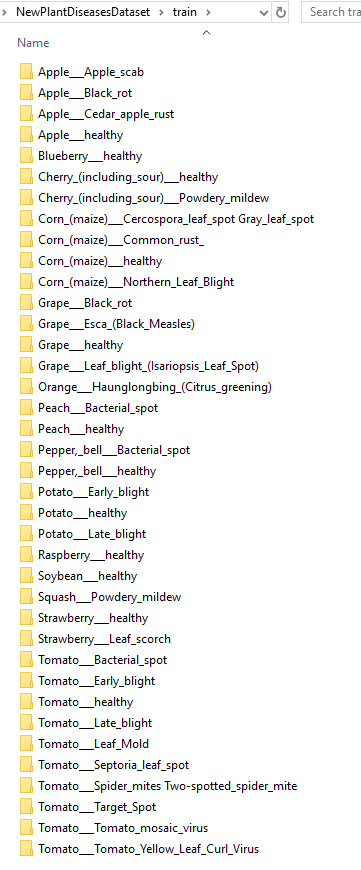 NewPlantDiseasesDataset > train >
Search tra
Name
Apple___Apple_scab
Apple___Black_rot
Apple___Cedar_apple_rust
Apple___healthy
Blueberry___healthy
Cherry_(including_sour)___healthy
Cherry_(including_sour)___Powdery_mildew
Corn_(maize)___Cercospora_leaf_spot Gray_leaf_spot
Corn_(maize)___Common_rust_
Corn_(maize)___healthy
Corn_(maize)___Northern_Leaf_Blight
Grape___Black_rot
Grape___Esca_(Black_Measles)
Grape___healthy
Grape___Leaf_blight_(Isariopsis_Leaf_Spot)
Orange___Haunglongbing_(Citrus_greening)
Peach___Bacterial_spot
Peach___healthy
Pepper,_bell___Bacterial_spot
Pepper,_bell___healthy
Potato___Early_blight
Potato___healthy
Potato___Late_blight
Raspberry___healthy
Soybean___healthy
Squash___Powdery_mildew
Strawberry___healthy
Strawberry___Leaf_scorch
Tomato___Bacterial_spot
Tomato___Early_blight
Tomato___healthy
Tomato___Late_blight
Tomato___Leaf_Mold
Tomato___Septoria_leaf_spot
Tomato___Spider_mites Two-spotted_spider_mite
Tomato___Target_Spot
Tomato___Tomato_mosaic_virus
Tomato___Tomato_Yellow_Leaf_Curl_Virus